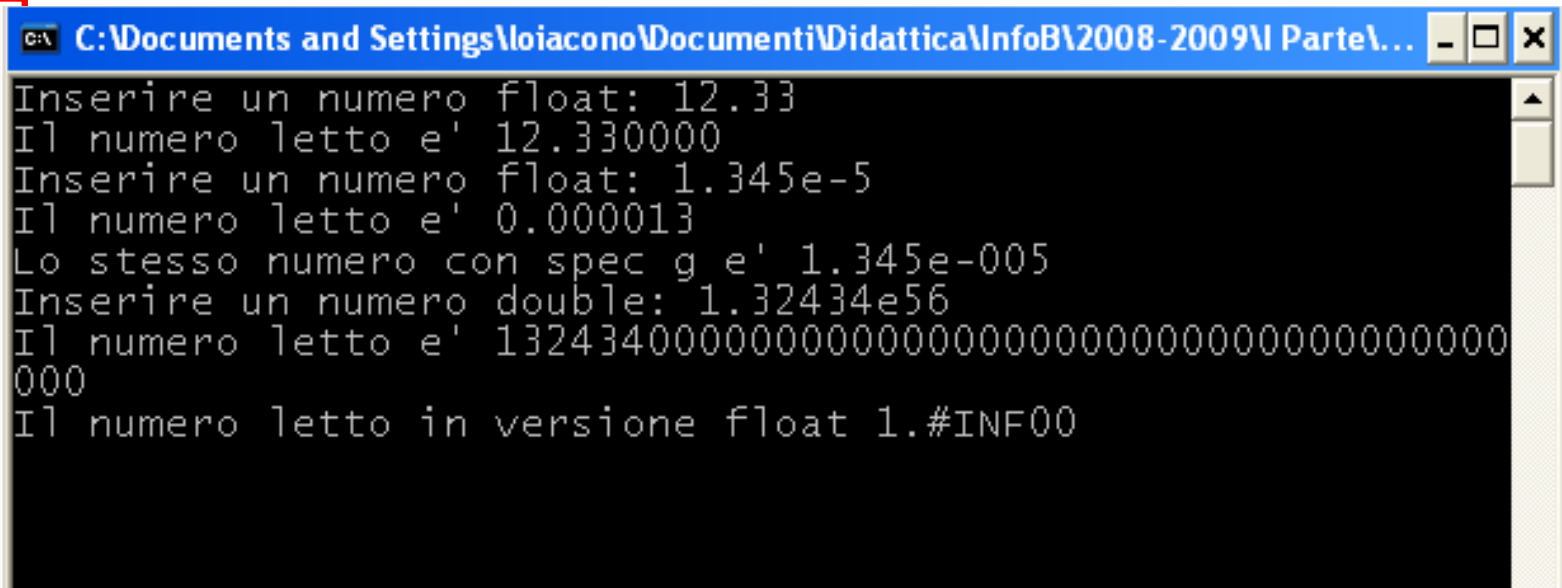 C:\Documents and Settings\loiacono\Documenti\Didattica\InfoB\2008-2009\I Parte\...
Inserire un numero float: 12.33
Il numero letto e' 12.330000
Inserire un numero float: 1.345e-5
Il numero letto e' 0.000013
Lo stesso numero con spec g e' 1.345e-005
Inserire un numero double: 1.32434e56
Il numero letto e' 1324340000000000000000000000000000000000
000
Il numero letto in versione float 1.#INF00